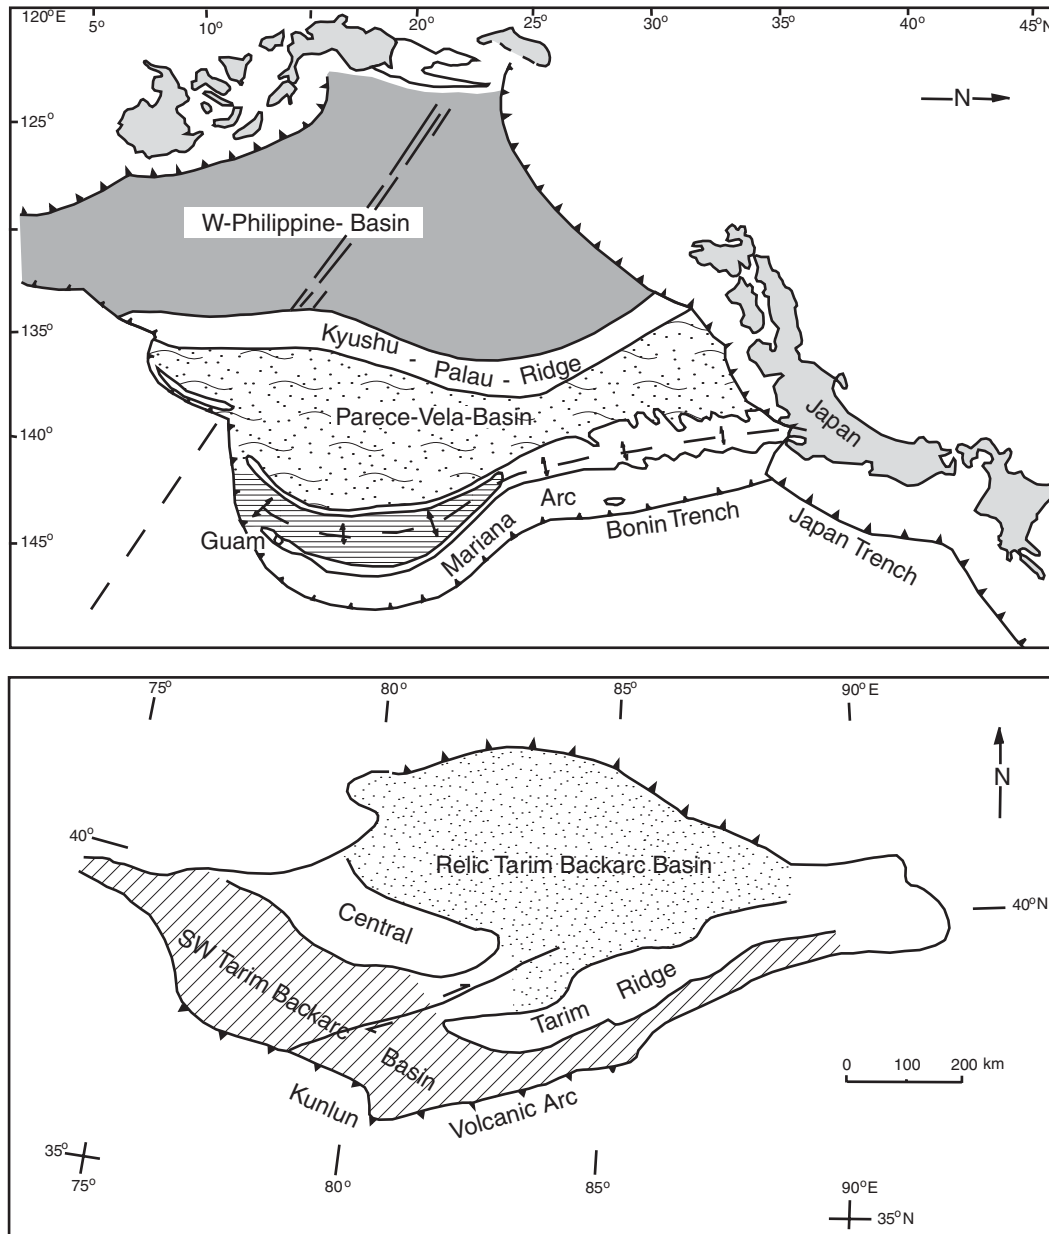 120°E
5°
10°
20°
25°
30°
35°
40°
45°N
N
125°
W-Philippine- Basin
135°
Kyushu - Palau - Ridge
Parece-Vela-Basin
Japan
140°
Arc
Mariana
Bonin Trench
Japan Trench
Guam
145°
75°
80°
85°
90°E
N
40°
Relic Tarim Backarc Basin
40°N
Central
SW Tarim Backarc Basin
Tarim Ridge
0 100 200 km
Kunlun
Volcanic Arc
35°
75°
80°
85°
90°E
35°N